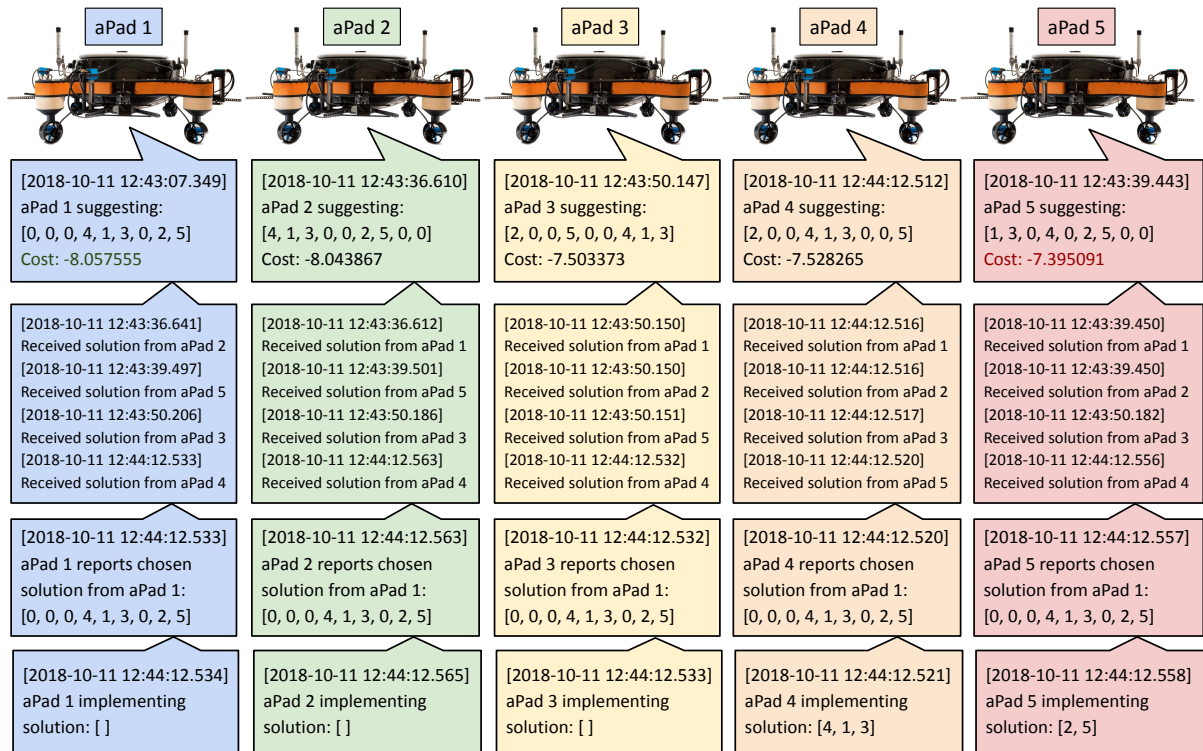 aPad 1
aPad 2
aPad 3
aPad 4
aPad 5
[2018-10-11 12:43:07.349]
aPad 1 suggesting:
[0, 0, 0, 4, 1, 3, 0, 2, 5]
Cost: -8.057555
[2018-10-11 12:43:36.610]
aPad 2 suggesting:
[4, 1, 3, 0, 0, 2, 5, 0, 0]
Cost: -8.043867
[2018-10-11 12:43:50.147]
aPad 3 suggesting:
[2, 0, 0, 5, 0, 0, 4, 1, 3]
Cost: -7.503373
[2018-10-11 12:44:12.512]
aPad 4 suggesting:
[2, 0, 0, 4, 1, 3, 0, 0, 5]
Cost: -7.528265
[2018-10-11 12:43:39.443]
aPad 5 suggesting:
[1, 3, 0, 4, 0, 2, 5, 0, 0]
Cost: -7.395091
[2018-10-11 12:43:36.641]
Received solution from aPad 2
[2018-10-11 12:43:39.497]
Received solution from aPad 5
[2018-10-11 12:43:50.206]
Received solution from aPad 3
[2018-10-11 12:44:12.533]
Received solution from aPad 4
[2018-10-11 12:43:36.612]
Received solution from aPad 1
[2018-10-11 12:43:39.501]
Received solution from aPad 5
[2018-10-11 12:43:50.186]
Received solution from aPad 3
[2018-10-11 12:44:12.563]
Received solution from aPad 4
[2018-10-11 12:43:50.150]
Received solution from aPad 1
[2018-10-11 12:43:50.150]
Received solution from aPad 2
[2018-10-11 12:43:50.151]
Received solution from aPad 5
[2018-10-11 12:44:12.532]
Received solution from aPad 4
[2018-10-11 12:44:12.516]
Received solution from aPad 1
[2018-10-11 12:44:12.516]
Received solution from aPad 2
[2018-10-11 12:44:12.517]
Received solution from aPad 3
[2018-10-11 12:44:12.520]
Received solution from aPad 5
[2018-10-11 12:43:39.450]
Received solution from aPad 1
[2018-10-11 12:43:39.450]
Received solution from aPad 2
[2018-10-11 12:43:50.182]
Received solution from aPad 3
[2018-10-11 12:44:12.556]
Received solution from aPad 4
[2018-10-11 12:44:12.533]
aPad 1 reports chosen
solution from aPad 1:
[0, 0, 0, 4, 1, 3, 0, 2, 5]
[2018-10-11 12:44:12.563]
aPad 2 reports chosen
solution from aPad 1:
[0, 0, 0, 4, 1, 3, 0, 2, 5]
[2018-10-11 12:44:12.532]
aPad 3 reports chosen
solution from aPad 1:
[0, 0, 0, 4, 1, 3, 0, 2, 5]
[2018-10-11 12:44:12.520]
aPad 4 reports chosen
solution from aPad 1:
[0, 0, 0, 4, 1, 3, 0, 2, 5]
[2018-10-11 12:44:12.557]
aPad 5 reports chosen
solution from aPad 1:
[0, 0, 0, 4, 1, 3, 0, 2, 5]
[2018-10-11 12:44:12.534]
aPad 1 implementing
solution: [ ]
[2018-10-11 12:44:12.565]
aPad 2 implementing
solution: [ ]
[2018-10-11 12:44:12.533]
aPad 3 implementing
solution: [ ]
[2018-10-11 12:44:12.521]
aPad 4 implementing
solution: [4, 1, 3]
[2018-10-11 12:44:12.558]
aPad 5 implementing
solution: [2, 5]